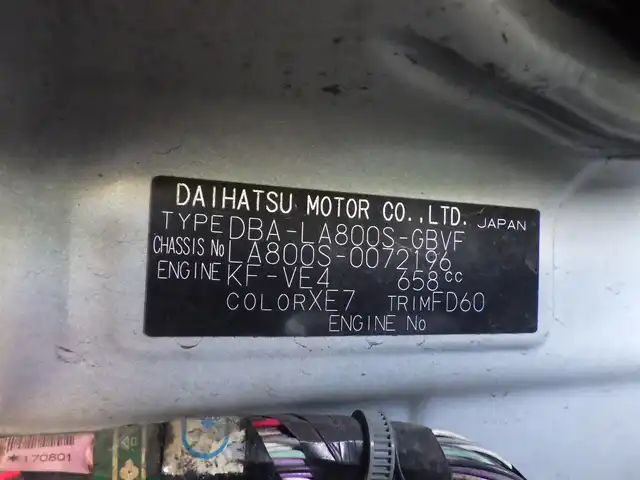 DAIHATSU MOTOR CO.,LTD. JAPAN
TYPE DBA-LA800S-GBVF
CHASSIS No LA800S-0072196
ENGINE KF-VE4 658cc
COLOR XE7 TRIM FD60
ENGINE No
170801